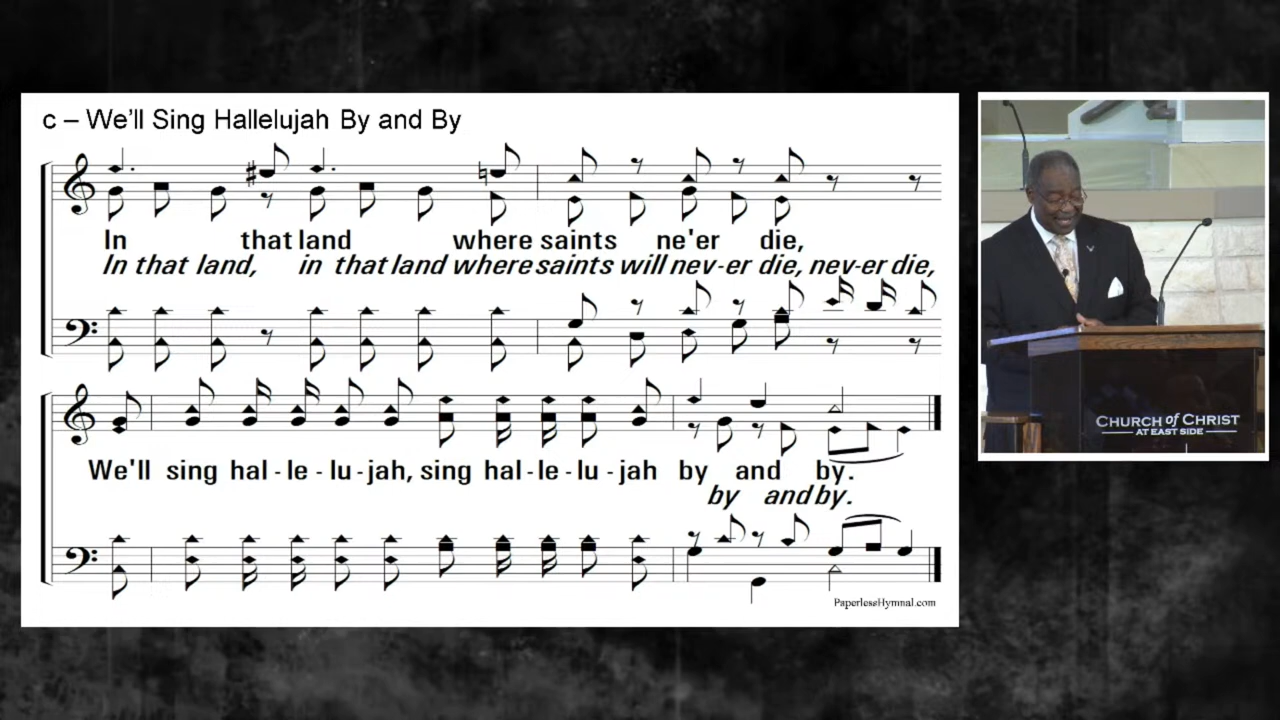 c – We'll Sing Hallelujah By and By
In that land where saints ne'er die,
In that land, in that land where saints will nev-er die, nev-er die,
We'll sing hal-le-lu-jah, sing hal-le-lu-jah by and by.
by and by.
PaperlessHymnal.com
CHURCH of CHRIST
AT EAST SIDE